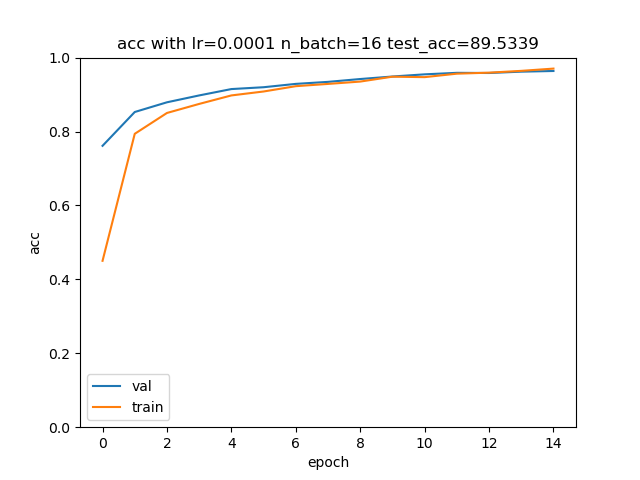 acc with lr=0.0001 n_batch=16 test_acc=89.5339
1.0
0.8
0.6
0.4
0.2
0.0
acc
val
train
0 2 4 6 8 10 12 14
epoch